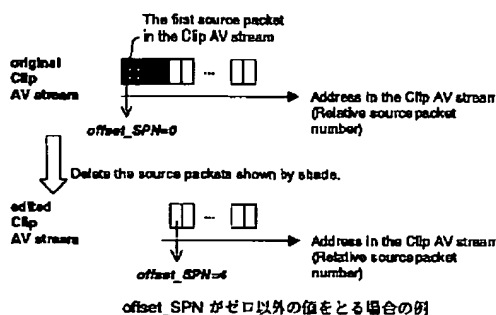 The first source packet
in the Clip AV stream
original
Clip
AV stream
...
Address in the Clip AV stream
(Relative source packet
number)
offset_SPN=0
Delete the source packets shown by shade.
edited
Clip
AV stream
...
Address in the Clip AV stream
(Relative source packet
number)
offset_SPN=4
offset_SPN がゼロ以外の値をとる場合の例